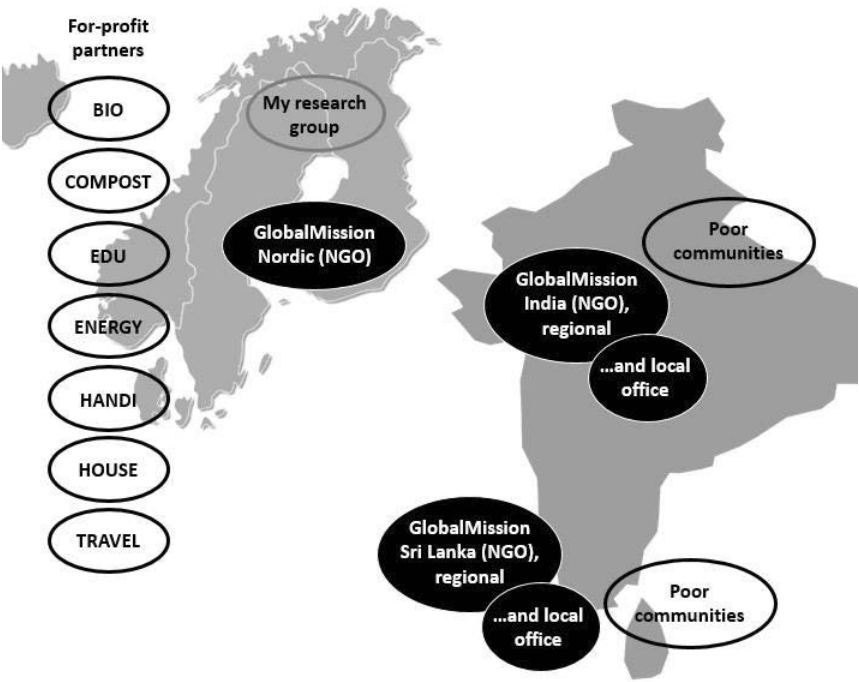 For-profit
partners
BIO
COMPOST
EDU
ENERGY
HANDI
HOUSE
TRAVEL
My research
group
GlobalMission
Nordic (NGO)
Poor
communities
GlobalMission
India (NGO),
regional
...and local
office
GlobalMission
Sri Lanka (NGO),
regional
...and local
office
Poor
communities